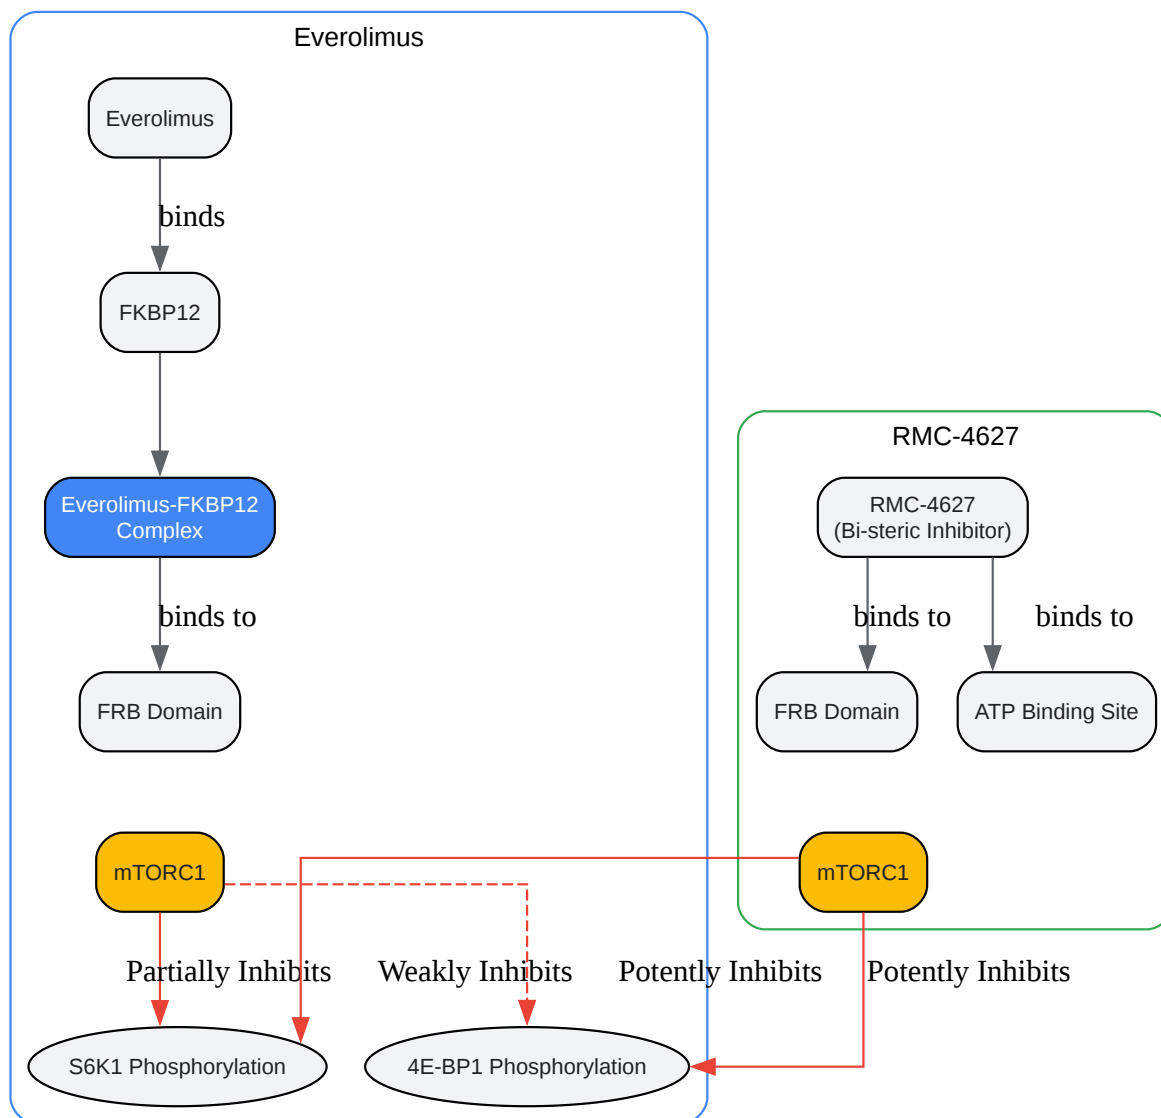 Everolimus
Everolimus
binds
FKBP12
RMC-4627
Everolimus-FKBP12
Complex
RMC-4627
(Bi-steric Inhibitor)
binds to
binds to
binds to
FRB Domain
FRB Domain
ATP Binding Site
mTORC1
mTORC1
Partially Inhibits
Weakly Inhibits
Potently Inhibits
Potently Inhibits
S6K1 Phosphorylation
4E-BP1 Phosphorylation